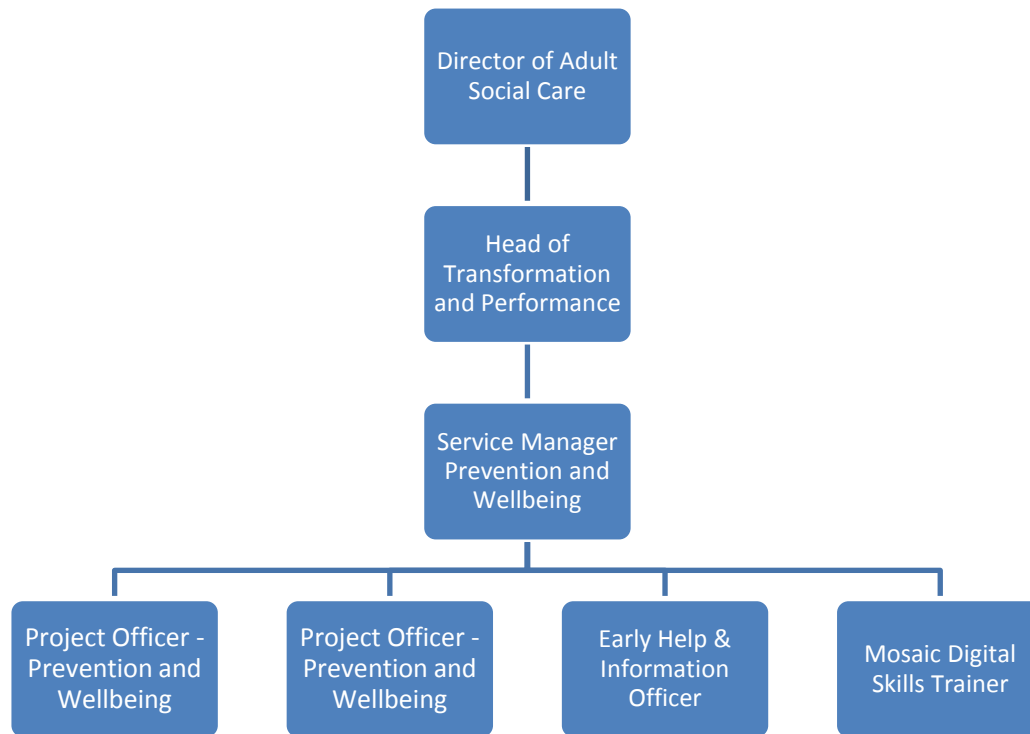 Director of Adult
Social Care
Head of
Transformation
and Performance
Service Manager
Prevention and
Wellbeing
Project Officer -
Prevention and
Wellbeing
Project Officer -
Prevention and
Wellbeing
Early Help &
Information
Officer
Mosaic Digital
Skills Trainer